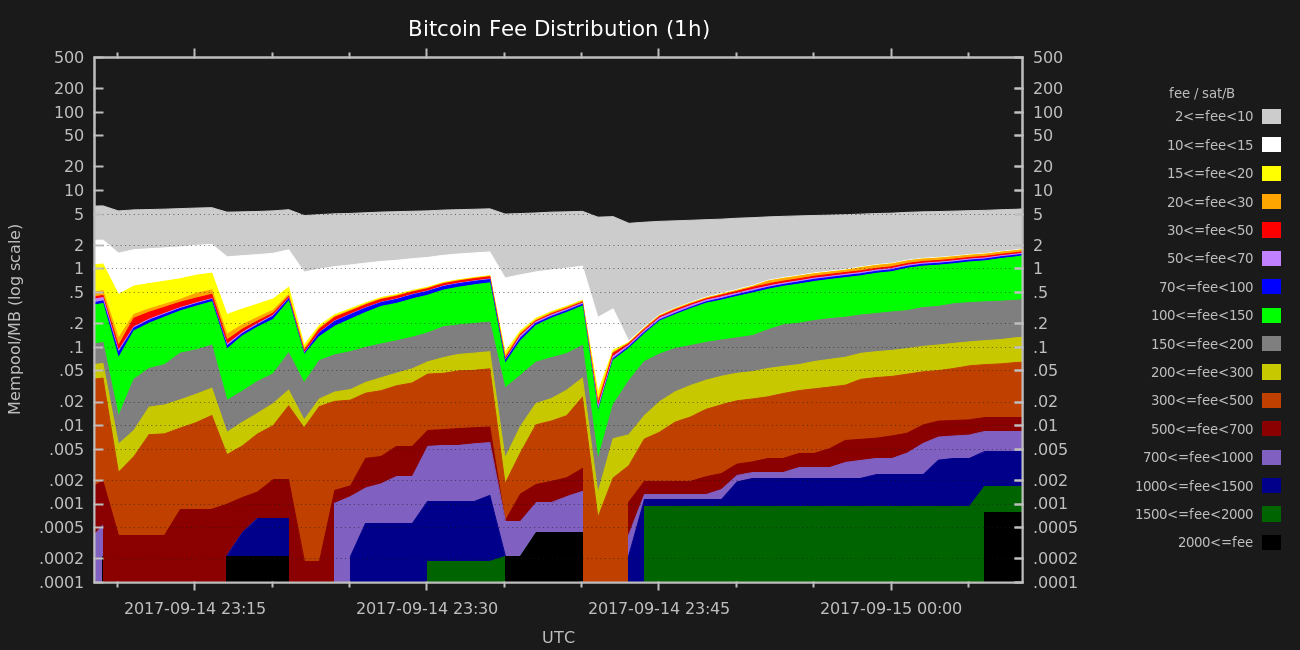 Bitcoin Fee Distribution (1h)
500 500
200 200
100 100
50 50
20 20
10 10
5 5
2 2
1 1
.5 .5
.2 .2
.1 .1
.05 .05
.02 .02
.01 .01
.005 .005
.002 .002
.001 .001
.0005 .0005
.0002 .0002
.0001 .0001
Mempool/MB (log scale)
2017-09-14 23:15 2017-09-14 23:30 2017-09-14 23:45 2017-09-15 00:00
UTC
fee / sat/B
2<=fee<10
10<=fee<15
15<=fee<20
20<=fee<30
30<=fee<50
50<=fee<70
70<=fee<100
100<=fee<150
150<=fee<200
200<=fee<300
300<=fee<500
500<=fee<700
700<=fee<1000
1000<=fee<1500
1500<=fee<2000
2000<=fee